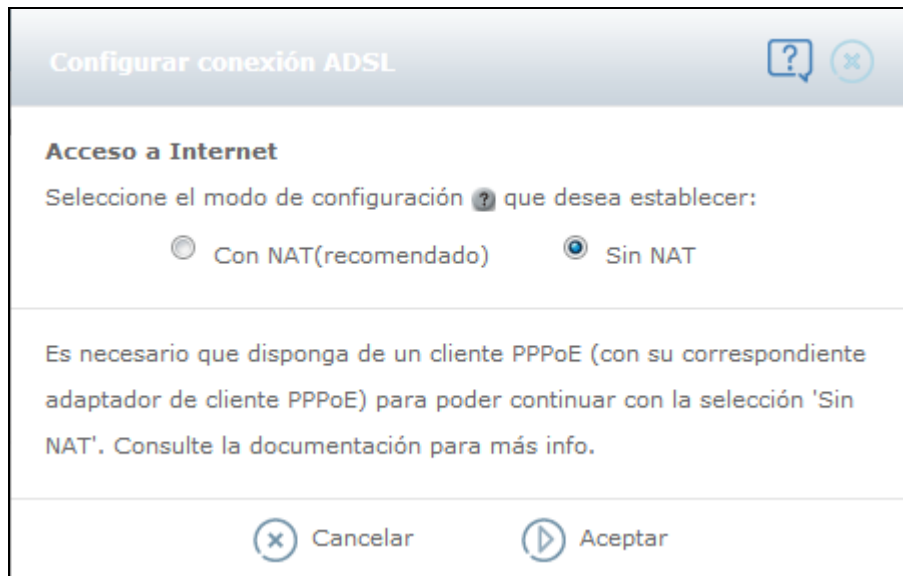 Configurar conexión ADSL
Acceso a Internet
Seleccione el modo de configuración ? que desea establecer:
Con NAT(recomendado) Sin NAT
Es necesario que disponga de un cliente PPPoE (con su correspondiente
adaptador de cliente PPPoE) para poder continuar con la selección 'Sin
NAT'. Consulte la documentación para más info.
Cancelar Aceptar